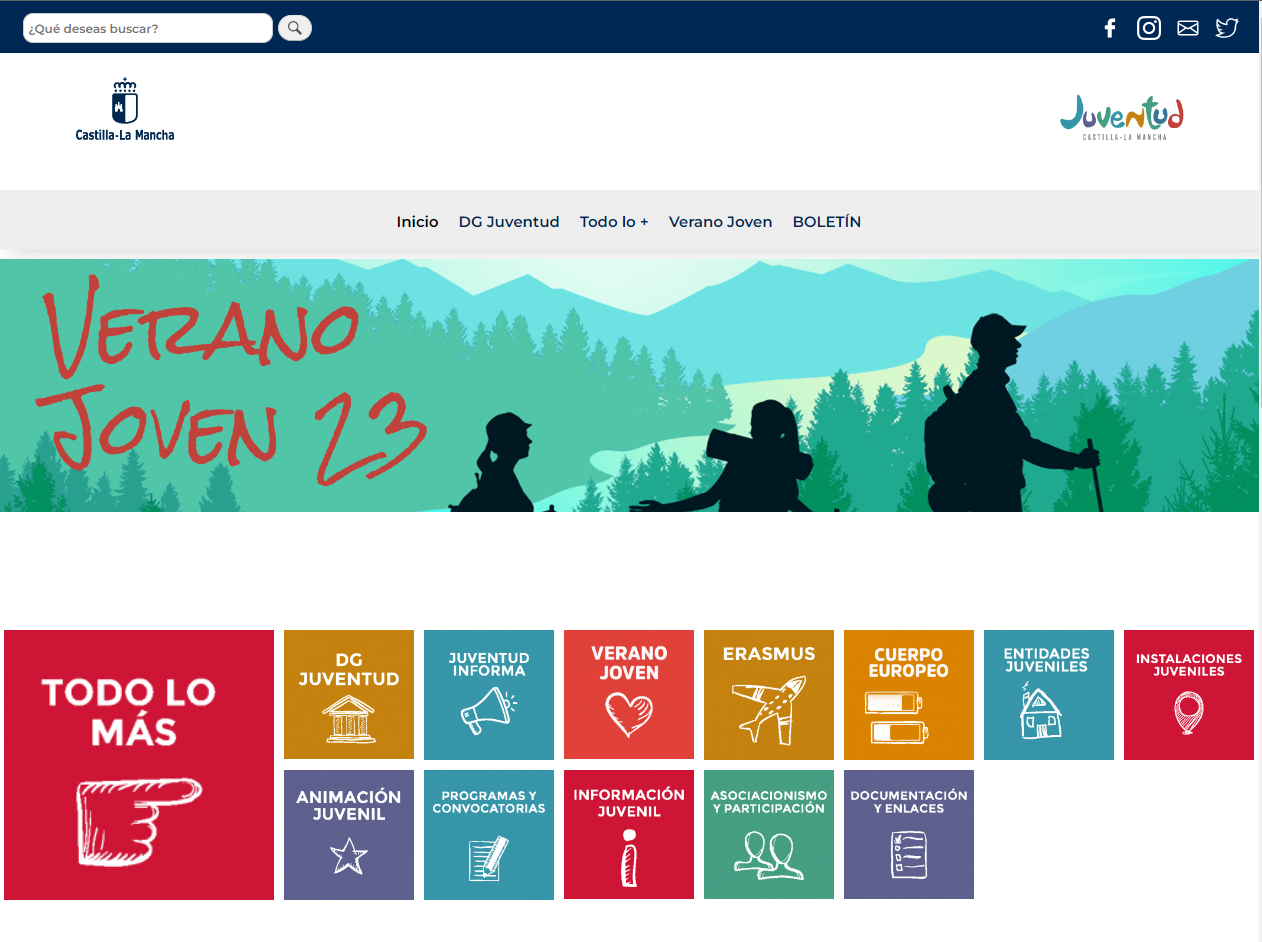 ¿Qué deseas buscar?
Castilla-La Mancha
Juventud
CASTILLA-LA MANCHA
Inicio
DG Juventud
Todo lo +
Verano Joven
BOLETÍN
VERANO
JOVEN 23
TODO LO
MÁS
DG
JUVENTUD
JUVENTUD
INFORMA
VERANO
JOVEN
ERASMUS
CUERPO
EUROPEO
ENTIDADES
JUVENILES
INSTALACIONES
JUVENILES
ANIMACIÓN
JUVENIL
PROGRAMAS Y
CONVOCATORIAS
INFORMACIÓN
JUVENIL
ASOCIACIONISMO
Y PARTICIPACIÓN
DOCUMENTACIÓN
Y ENLACES